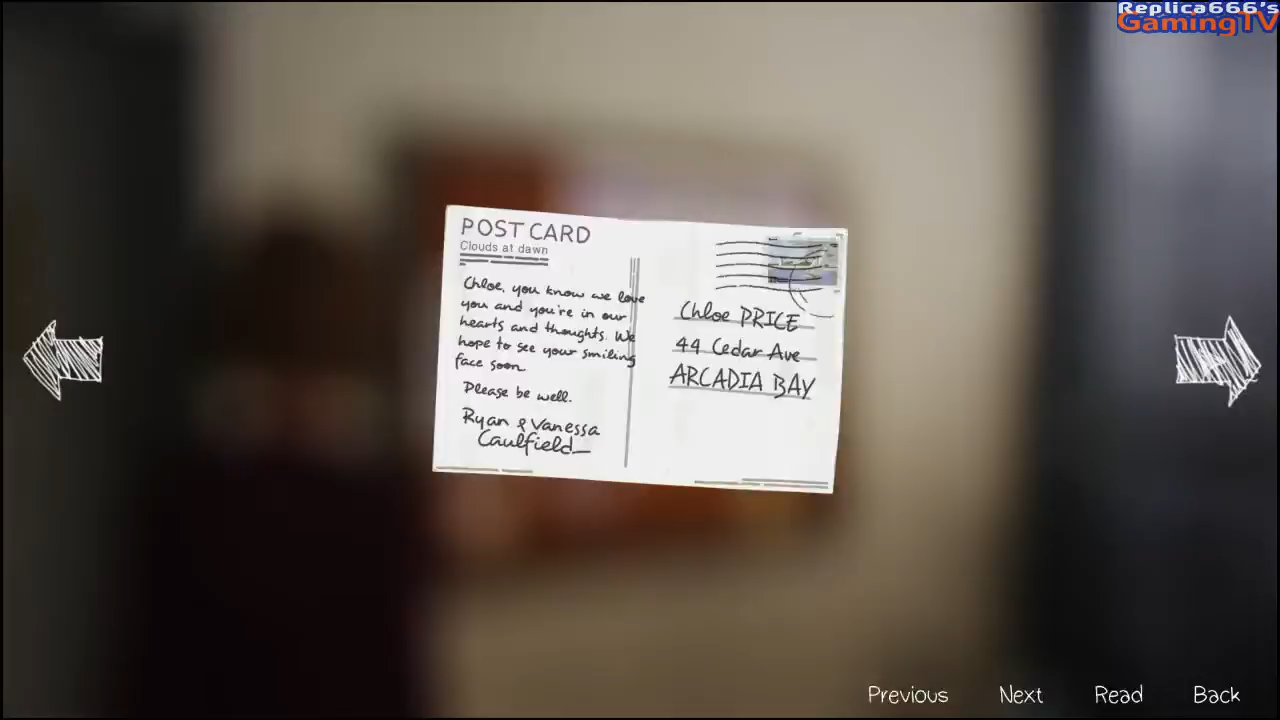 Replica666's
GamingTV
POST CARD
Clouds at dawn
Chloe, you know we love
you and you're in our
hearts and thoughts. We
hope to see your smiling
face soon.
Please be well.
Ryan & Vanessa
Caulfield
Chloe PRICE
44 Cedar Ave
ARCADIA BAY
Previous
Next
Read
Back